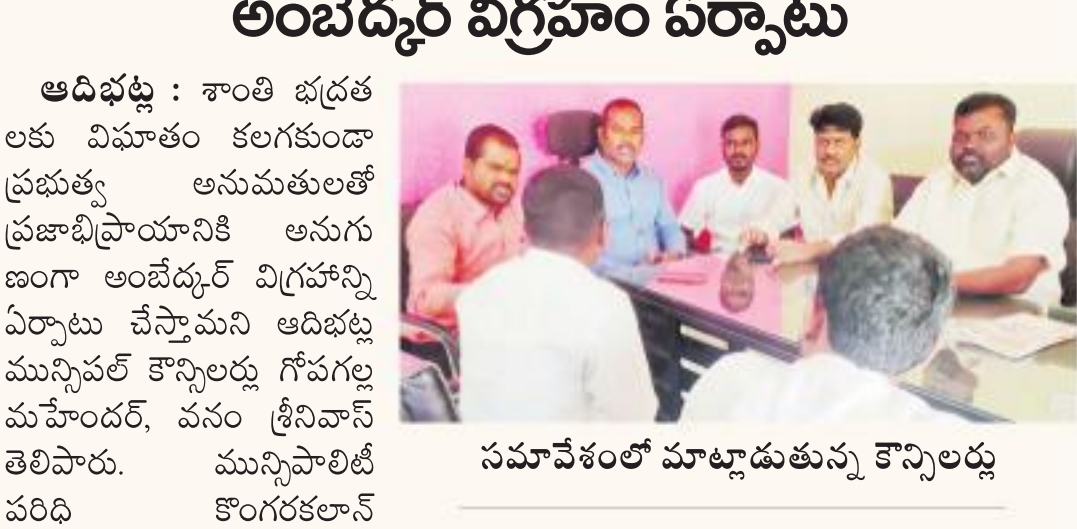 అంబేద్కర్ విగ్రహం ఏర్పాటు
ఆదిభట్ల : శాంతి భద్రత
లకు విఘాతం కలగకుండా
ప్రభుత్వ అనుమతులతో
ప్రజాభిప్రాయానికి అనుగు
ణంగా అంబేద్కర్ విగ్రహాన్ని
ఏర్పాటు చేస్తామని ఆదిభట్ల
మున్సిపల్ కౌన్సిలర్లు గోపగల్ల
మహేందర్, వనం శ్రీనివాస్
తెలిపారు. మున్సిపాలిటీ
పరిధి కొంగరకలాన్
సమావేశంలో మాట్లాడుతున్న కౌన్సిలర్లు